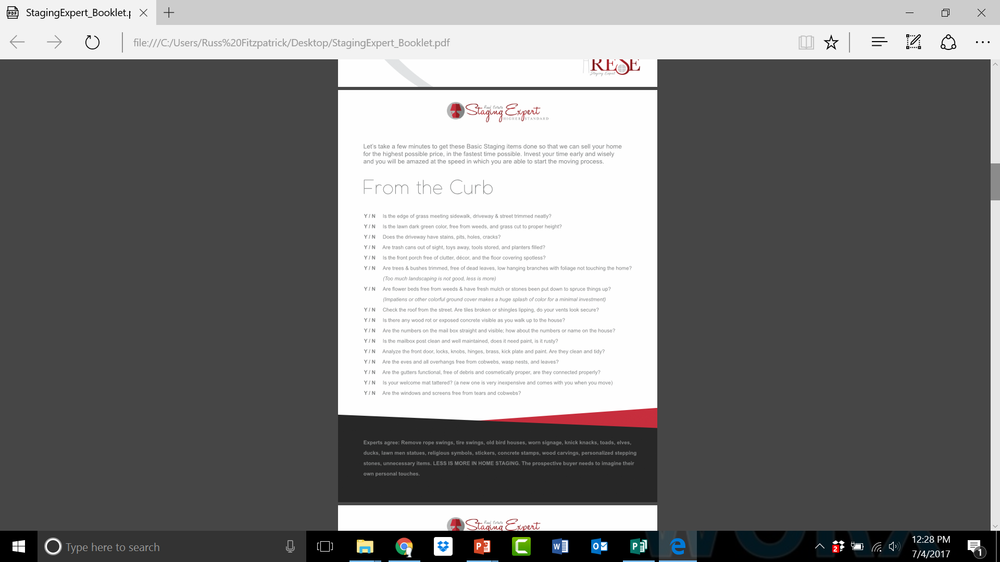 StagingExpert_Booklet.p
file:///C:/Users/Russ%20Fitzpatrick/Desktop/StagingExpert_Booklet.pdf
RESE
Staging Expert
Real Estate
Staging Expert
HIGHER STANDARD
Let's take a few minutes to get these Basic Staging items done so that we can sell your home
for the highest possible price, in the fastest time possible. Invest your time early and wisely
and you will be amazed at the speed in which you are able to start the moving process.
From the Curb
Y / N Is the edge of grass meeting sidewalk, driveway & street trimmed neatly?
Y / N Is the lawn dark green color, free from weeds, and grass cut to proper height?
Y / N Does the driveway have stains, pits, holes, cracks?
Y / N Are trash cans out of sight, toys away, tools stored, and planters filled?
Y / N Is the front porch free of clutter, décor, and the floor covering spotless?
Y / N Are trees & bushes trimmed, free of dead leaves, low hanging branches with foliage not touching the home?
(Too much landscaping is not good, less is more)
Y / N Are flower beds free from weeds & have fresh mulch or stones been put down to spruce things up?
(Impatiens or other colorful ground cover makes a huge splash of color for a minimal investment)
Y / N Check the roof from the street. Are tiles broken or shingles lipping, do your vents look secure?
Y / N Is there any wood rot or exposed concrete visible as you walk up to the house?
Y / N Are the numbers on the mail box straight and visible; how about the numbers or name on the house?
Y / N Is the mailbox post clean and well maintained, does it need paint, is it rusty?
Y / N Analyze the front door, locks, knobs, hinges, brass, kick plate and paint. Are they clean and tidy?
Y / N Are the eves and all overhangs free from cobwebs, wasp nests, and leaves?
Y / N Are the gutters functional, free of debris and cosmetically proper, are they connected properly?
Y / N Is your welcome mat tattered? (a new one is very inexpensive and comes with you when you move)
Y / N Are the windows and screens free from tears and cobwebs?
Experts agree: Remove rope swings, tire swings, old bird houses, worn signage, knick knacks, toads, elves,
ducks, lawn men statues, religious symbols, stickers, concrete stamps, wood carvings, personalized stepping
stones, unnecessary items. LESS IS MORE IN HOME STAGING. The prospective buyer needs to imagine their
own personal touches.
Real Estate
Staging Expert
Type here to search
2
12:28 PM
7/4/2017
1